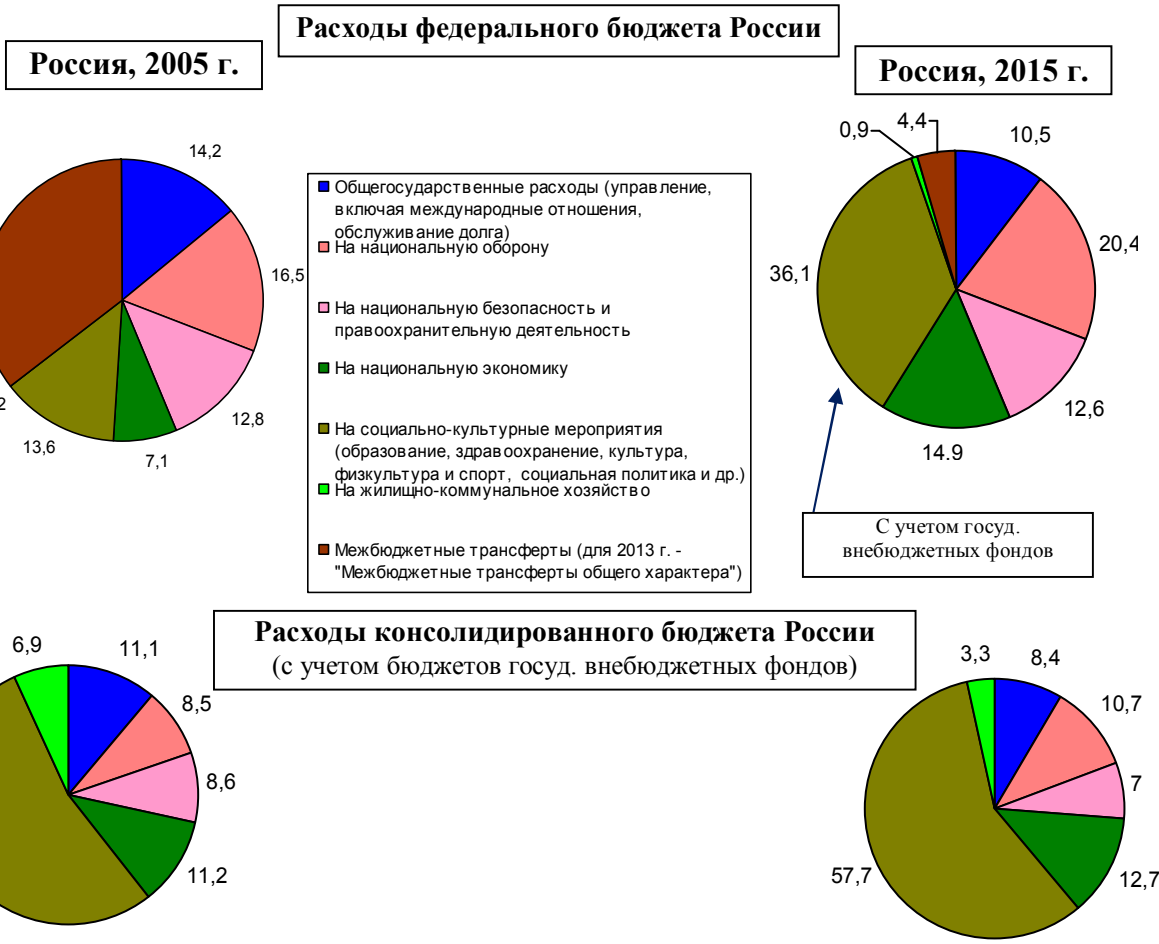 Расходы федерального бюджета России
Россия, 2005 г.
Россия, 2015 г.
14,2
16,5
12,8
7,1
13,6
2
Общегосударственные расходы (управление,
включая международные отношения,
обслуживание долга)
На национальную оборону
На национальную безопасность и
правоохранительную деятельность
На национальную экономику
На социально-культурные мероприятия
(образование, здравоохранение, культура,
физкультура и спорт, социальная политика и др.)
На жилищно-коммунальное хозяйство
Межбюджетные трансферты (для 2013 г. -
"Межбюджетные трансферты общего характера")
0,9
4,4
10,5
20,4
12,6
14.9
36,1
С учетом госуд.
внебюджетных фондов
Расходы консолидированного бюджета России
(с учетом бюджетов госуд. внебюджетных фондов)
6,9
11,1
8,5
8,6
11,2
3,3
8,4
10,7
7
12,7
57,7